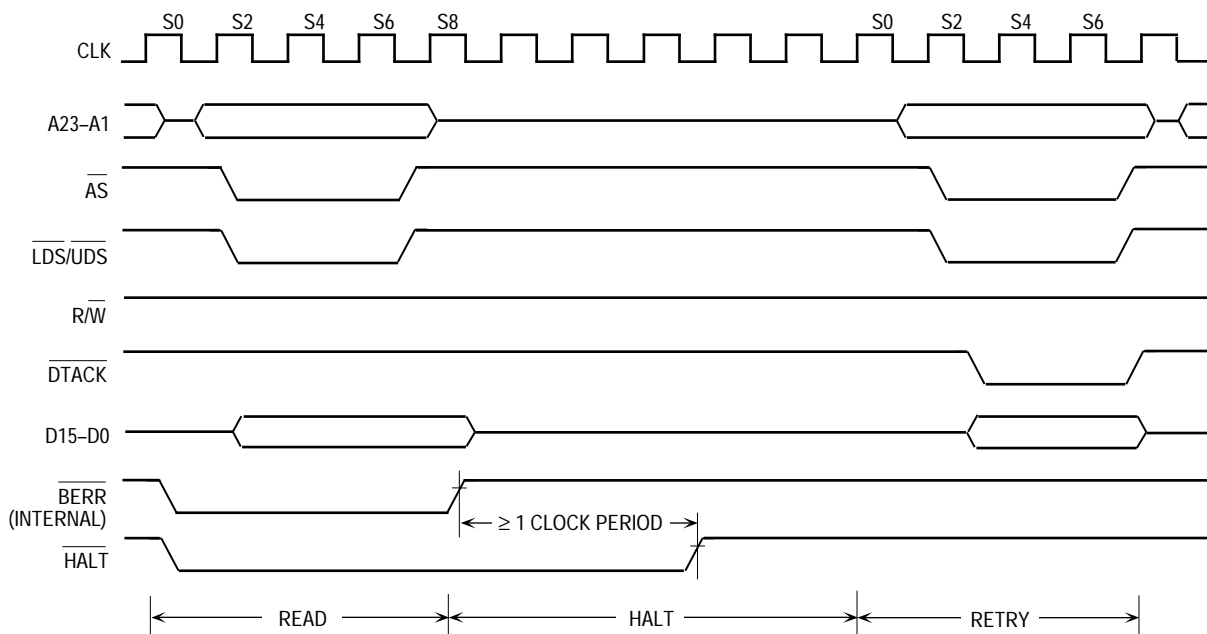 S0 S2 S4 S6 S8 S0 S2 S4 S6
CLK
A23–A1
AS
LDS/UDS
R/W
DTACK
D15–D0
BERR
(INTERNAL)
≥ 1 CLOCK PERIOD
HALT
READ HALT RETRY